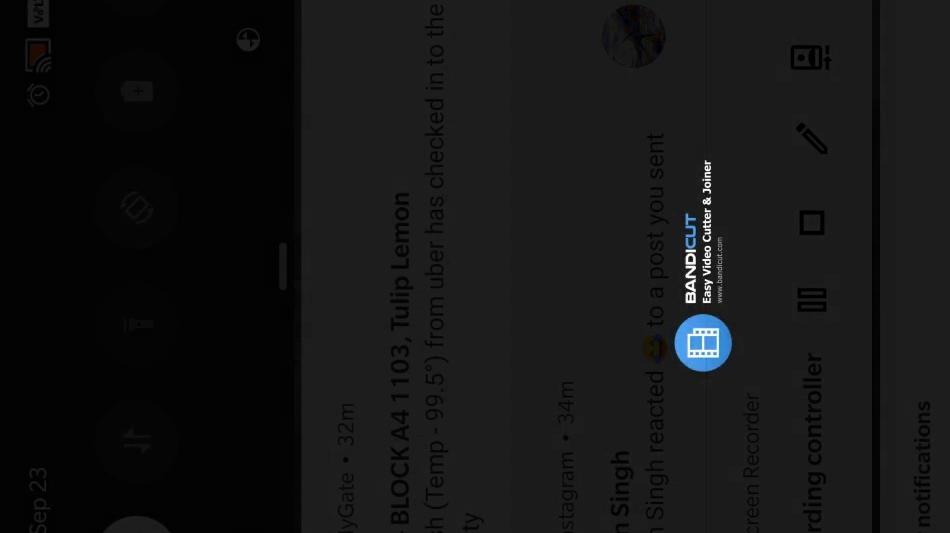 Sep 23
VoLTE
yGate • 32m
BLOCK A4 1103, Tulip Lemon
sh (Temp - 99.5°) from uber has checked in to the
ty
stagram • 34m
n Singh
n Singh reacted 😂 to a post you sent
BANDICUT
Easy Video Cutter & Joiner
www.bandicut.com
creen Recorder
rding controller
notifications